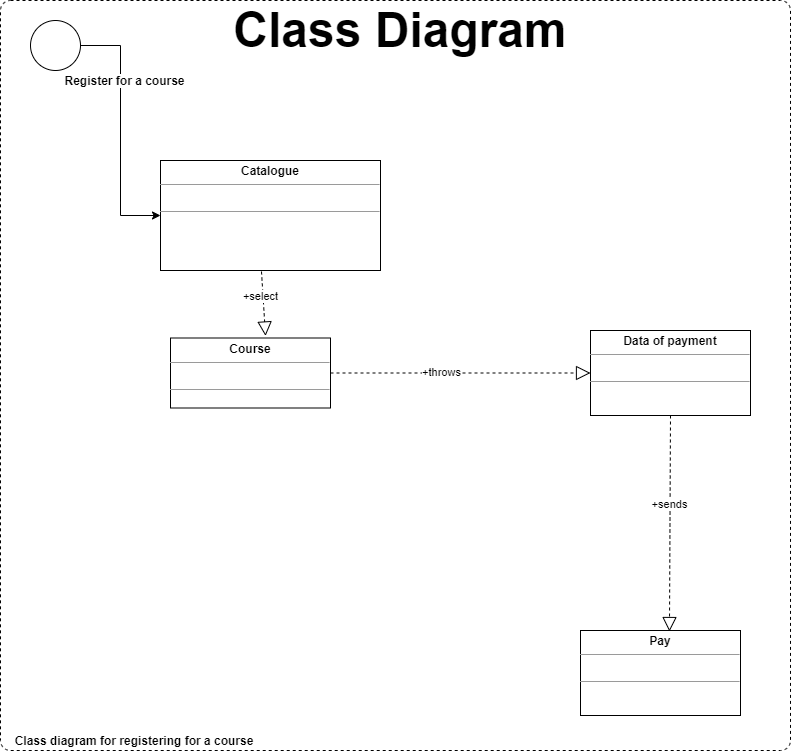 Class Diagram
Register for a course
Catalogue
+select
Course
+throws
Data of payment
+sends
Pay
Class diagram for registering for a course